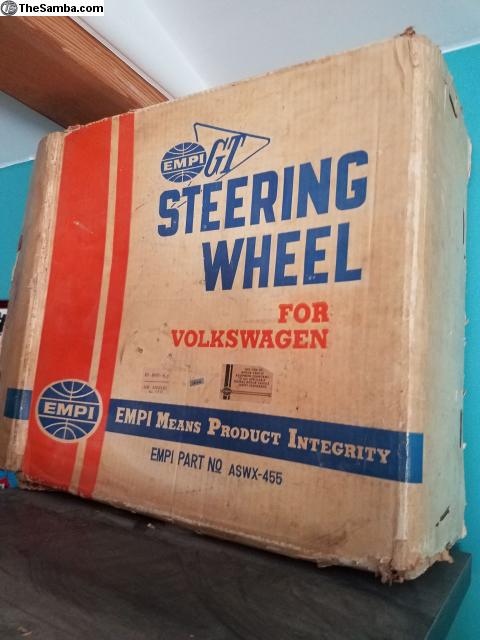 TheSamba.com
EMPI GT
STEERING
WHEEL
FOR
VOLKSWAGEN
EMPI
EMPI MEANS PRODUCT INTEGRITY
EMPI PART NO ASWX-455